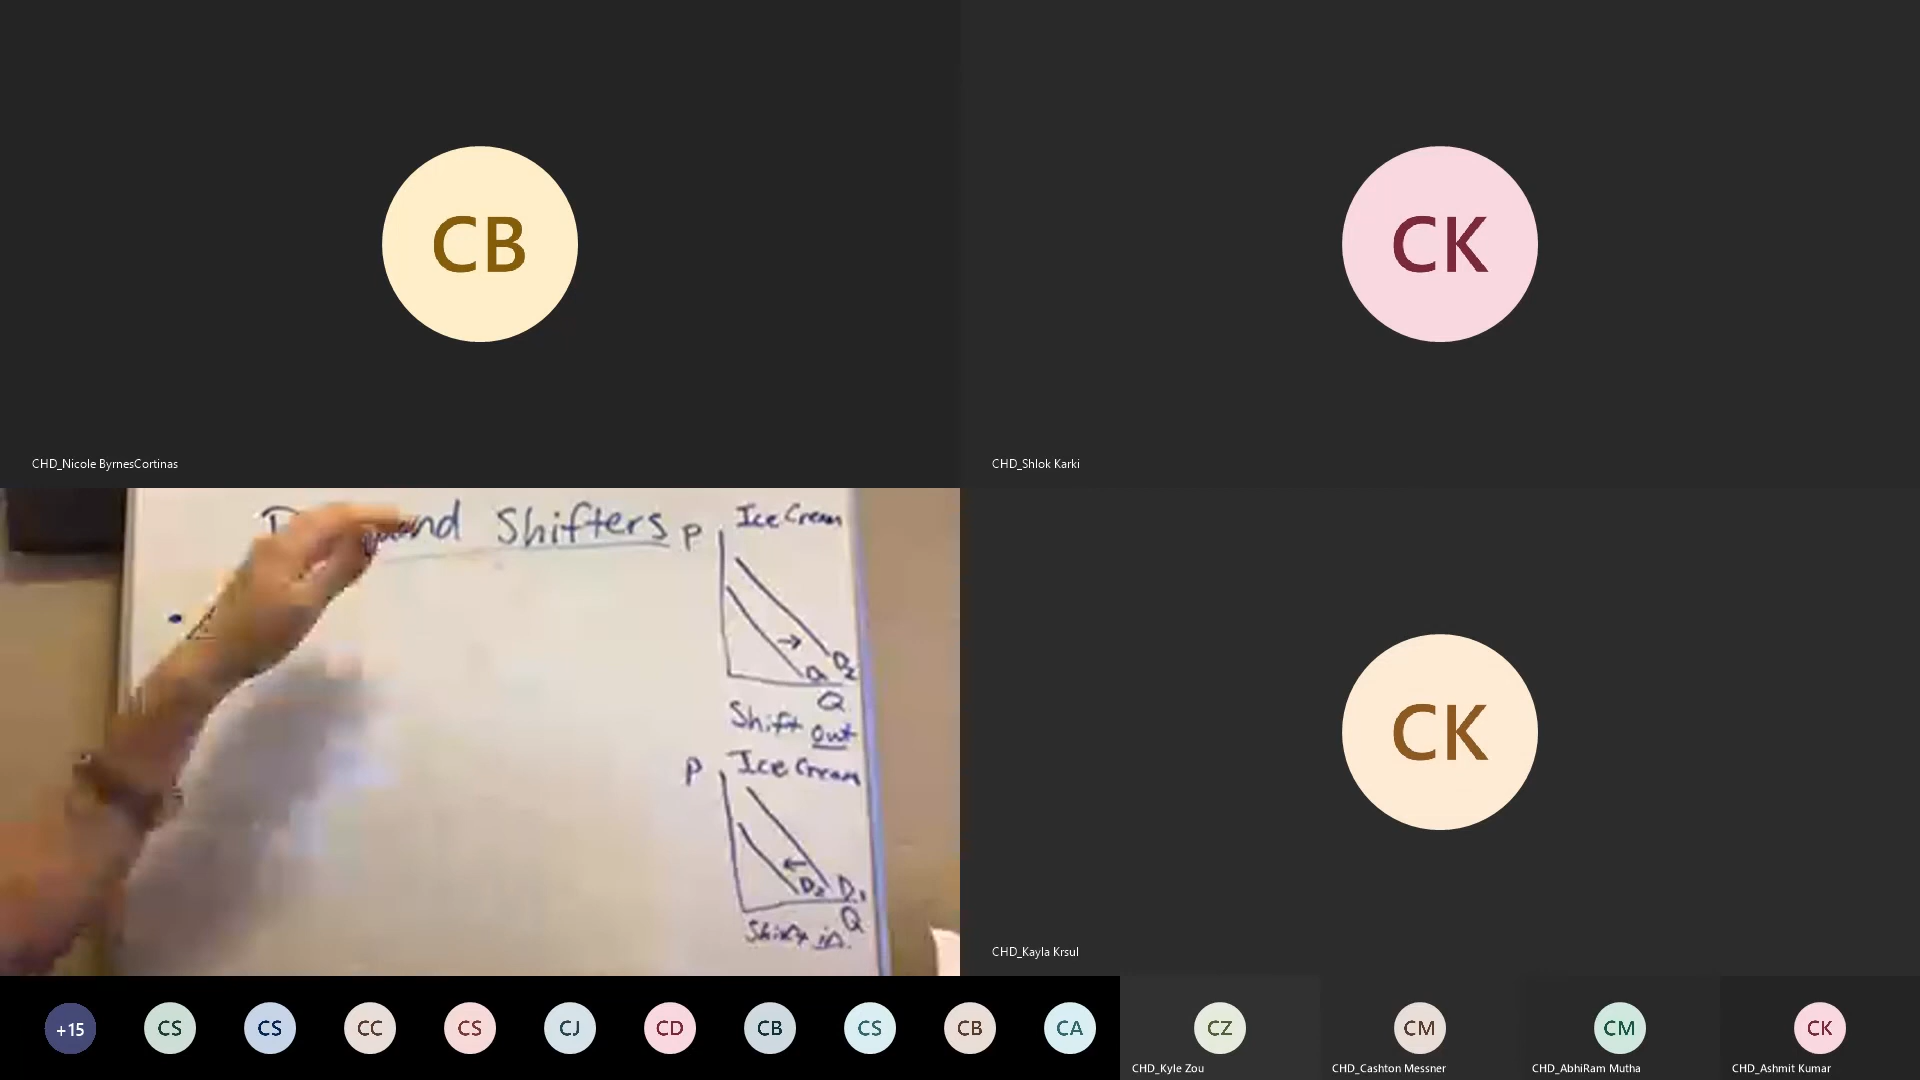 CB
CHD_Nicole ByrnesCortinas
CK
CHD_Shlok Karki
Shifters
P
Ice Cream
D2
Q
Shift out
P
Ice Cream
D2
D1
Q
Shift in
CK
CHD_Kayla Krsul
+15
CS
CS
CC
CS
CJ
CD
CB
CS
CB
CA
CZ
CHD_Kyle Zou
CM
CHD_Cashton Messner
CM
CHD_AbhiRam Mutha
CK
CHD_Ashmit Kumar